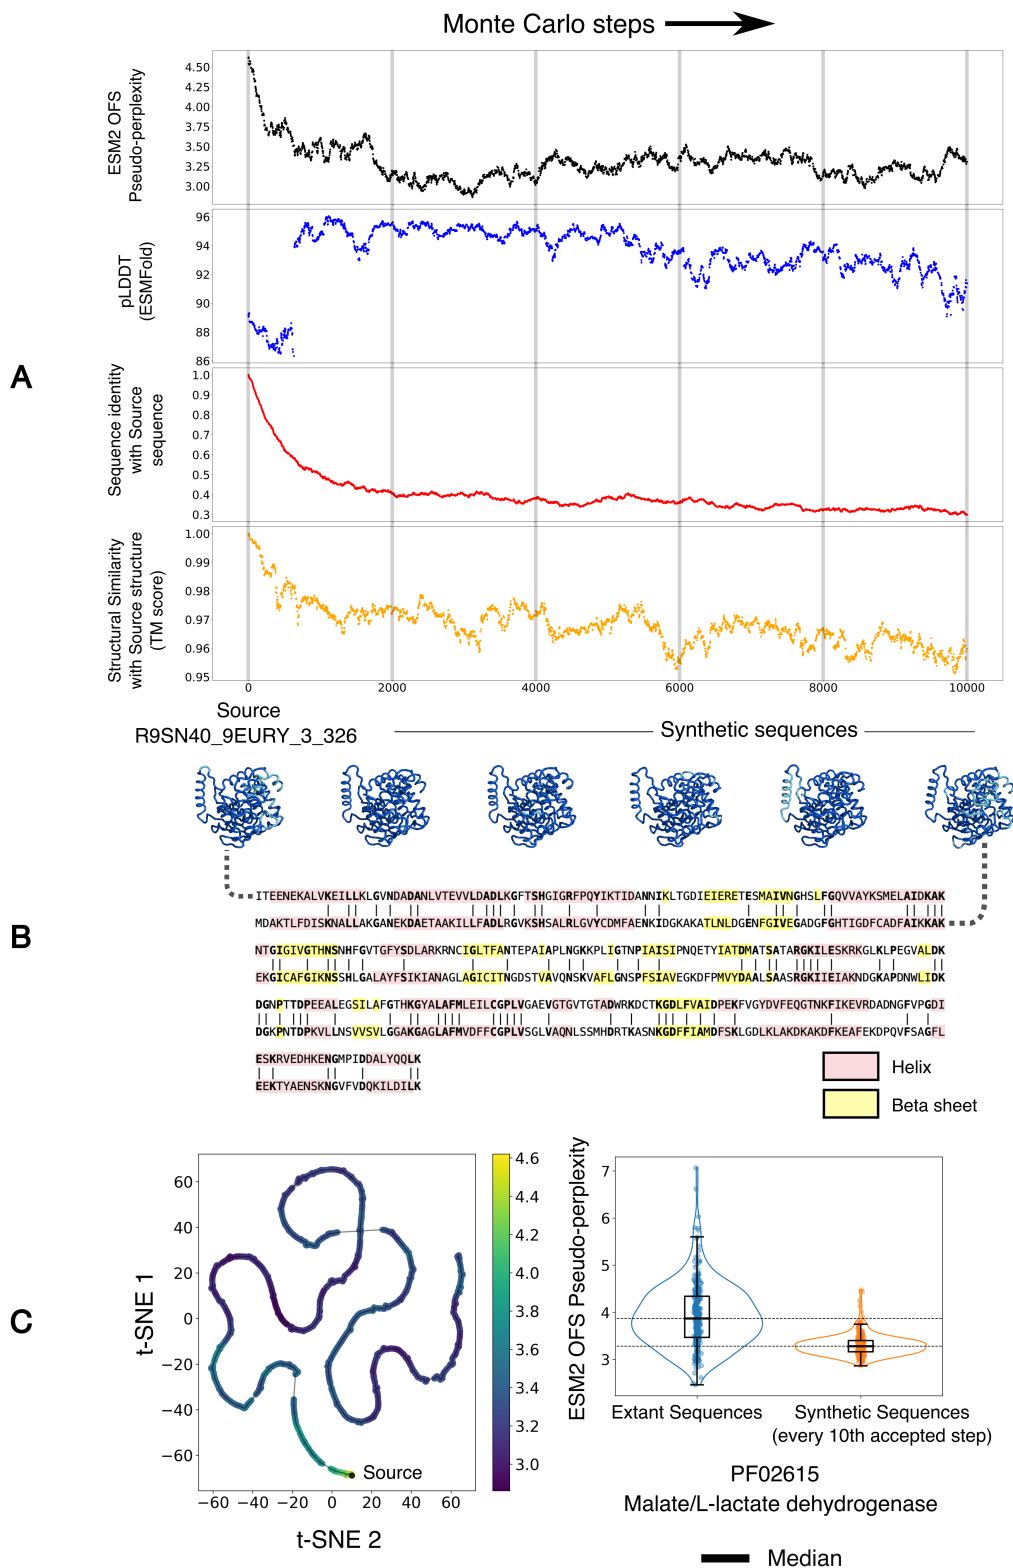 Monte Carlo steps
ESM2 OFS
Pseudo-perplexity
4.50
4.25
4.00
3.75
3.50
3.25
3.00
pLDDT
(ESMFold)
96
94
92
90
88
86
A
Sequence identity
with Source
sequence
1.0
0.9
0.8
0.7
0.6
0.5
0.4
0.3
Structural Similarity
with Source structure
(TM score)
1.00
0.99
0.98
0.97
0.96
0.95
0 2000 4000 6000 8000 10000
Source
R9SN40_9EURY_3_326
Synthetic sequences
B
ITEENEKALVVKEILLKLGVNDADANLVTEVVLDADLKGFTSHGIGRFPQYIKTIDANNIKLTGDIEIERETESMAIVNGHSLFGQVVAYKSMELAIDKAK
MDAKTLFDISKNALLAKGANEKDAETAAKILLFADLRGVKSHSALRLGVYCDMFAENKIDGKAKATLNLDGENFGIVEGADGFGHTIGDFCADFAIKKAK
NTGIGIVGTHNSNHFGVTGFYSDLARKRNCIGLTFANTEPAIAPLNGKKPLIGTNPIAISIPNQETYIATDMATSATARGKILESKRKGLKLPEGVALDK
EKGICAFGIKNSSHLGALAYFSIKIANAGLAGICITNGDSTVAVQNSKVAFLGNSPFSIAVEGKDFPMVYDAALSAASRGKIIEIAKNDGKAPDNWLIDK
DGNPTTDPEEALEGSILAFGTHKGYALAFMLEILCGPLVGAEVGTGVTGTADWRKDCTKGDLFVAIDPEKFVGYDVFEQGTNKFIKEVRDADNGFVPGDI
DGKPNTDPKVLLNSVVSVLGGAKGAGLAFMVDFFCGPLVSGLVAQNLSSMHDRTKASNKGDFFIAMDFSKLGDLKLAKDKAKDFKEAFEKDPQVFSAGFL
ESKRVEDHKENGMPIDDALYQQLK
EEKTYAENSKNNGVFVDQKILDILK
Helix
Beta sheet
C
t-SNE 1
60
40
20
0
−20
−40
−60
−60 −40 −20 0 20 40 60
t-SNE 2
Source
4.6
4.4
4.2
4.0
3.8
3.6
3.4
3.2
3.0
ESM2 OFS Pseudo-perplexity
7
6
5
4
3
Extant Sequences
Synthetic Sequences
(every 10th accepted step)
PF02615
Malate/L-lactate dehydrogenase
Median